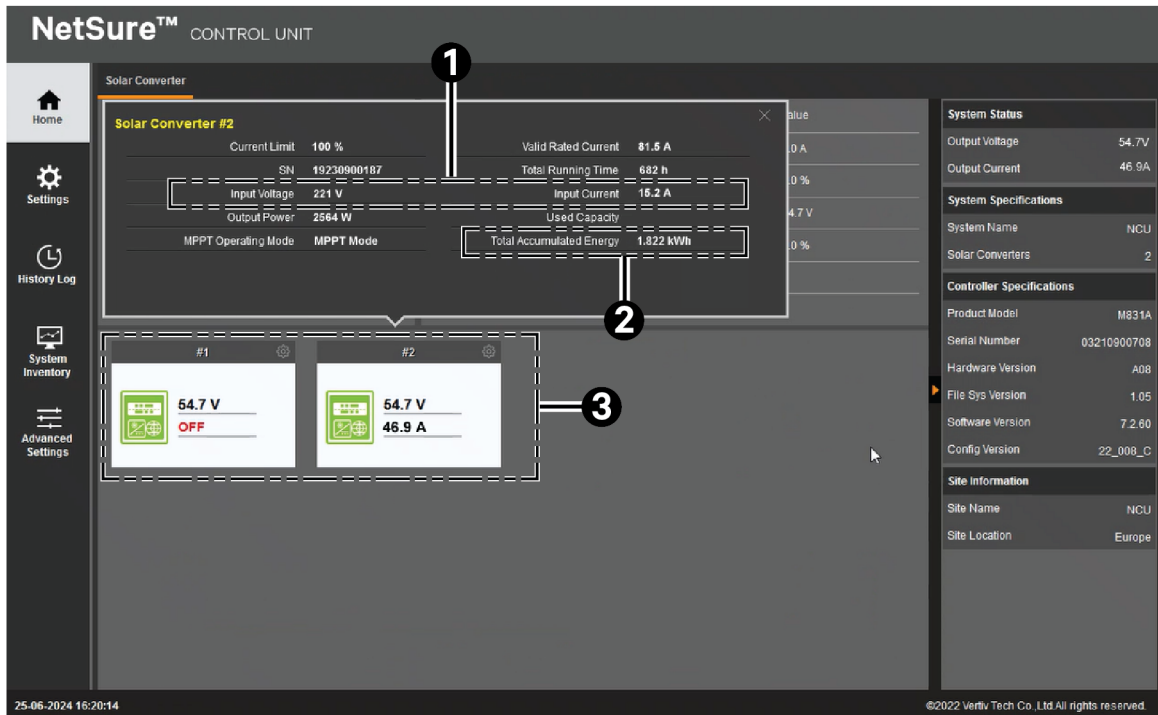 NetSure™ CONTROL UNIT
1
Home
Settings
History Log
System
Inventory
Advanced
Settings
Solar Converter
Solar Converter #2
Current Limit 100 % Valid Rated Current 81.5 A
SN 19230900187 Total Running Time 682 h
Input Voltage 221 V Input Current 15.2 A
Output Power 2564 W Used Capacity
MPPT Operating Mode MPPT Mode Total Accumulated Energy 1.822 kWh
alue
.0 A
.0 %
4.7 V
.0 %
2
#1
54.7 V
OFF
#2
54.7 V
46.9 A
3
System Status
Output Voltage 54.7V
Output Current 46.9A
System Specifications
System Name NCU
Solar Converters 2
Controller Specifications
Product Model M831A
Serial Number 03210900708
Hardware Version A08
File Sys Version 1.05
Software Version 7.2.60
Config Version 22_008_C
Site Information
Site Name NCU
Site Location Europe
25-06-2024 16:20:14
©2022 Vertiv Tech Co.,Ltd.All rights reserved.